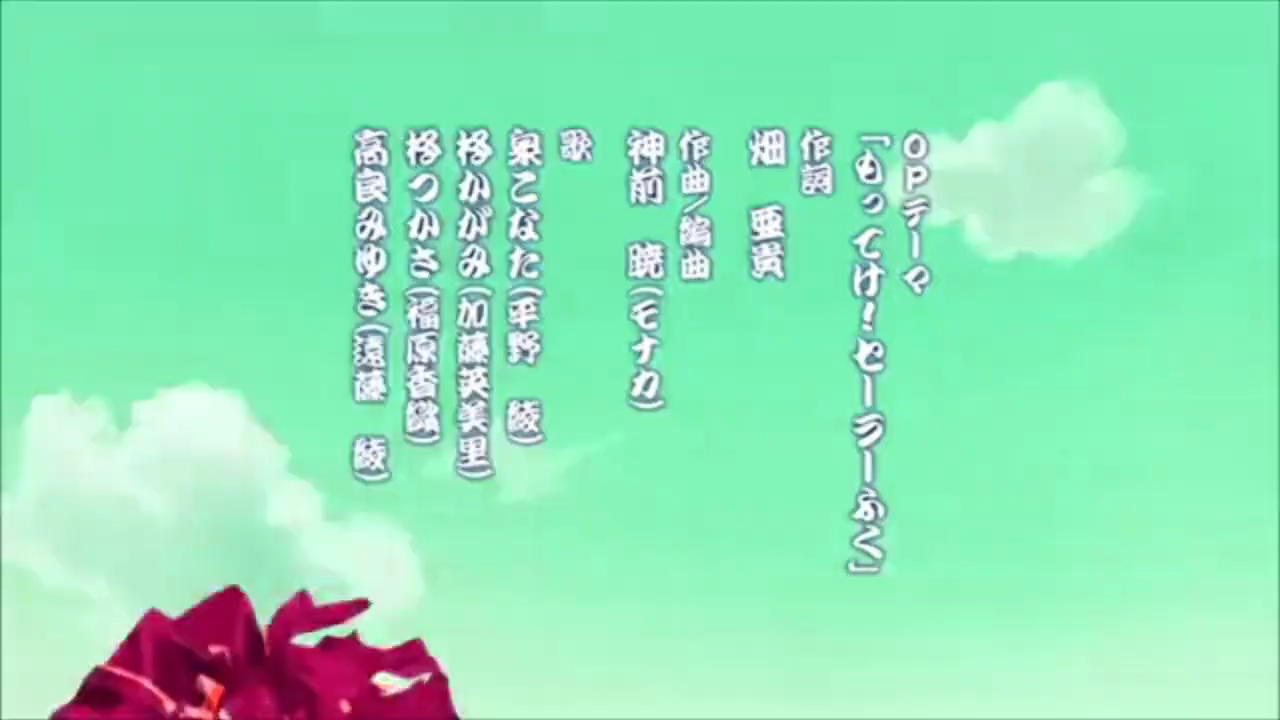 OPテーマ
「もってけ!セーラーふく」
作詞
畑 亜貴
作曲/編曲
神前 暁(モナカ)
歌
泉こなた(平野 綾)
柊かがみ(加藤英美里)
柊つかさ(福原香織)
高良みゆき(遠藤 綾)